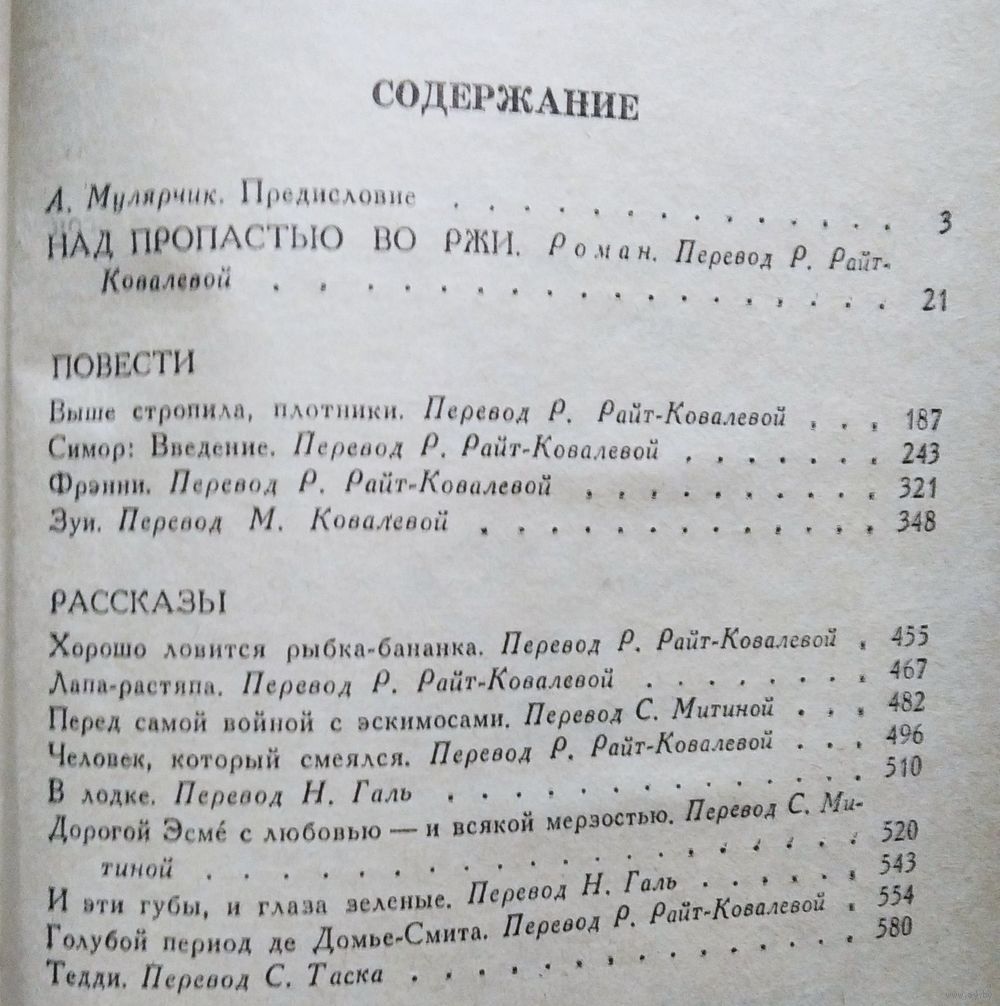 СОДЕРЖАНИЕ
А. Мулярчик. Предисловие . . . . . . . . . . . . . 3
НАД ПРОПАСТЬЮ ВО РЖИ. Роман. Перевод Р. Райт-
Ковалевой . . . . . . . . . . . . . . . . . 21
ПОВЕСТИ
Выше стропила, плотники. Перевод Р. Райт-Ковалевой . . . 187
Симор: Введение. Перевод Р. Райт-Ковалевой . . . . . . . 243
Фрэнни. Перевод Р. Райт-Ковалевой . . . . . . . . . . 321
Зуи. Перевод М. Ковалевой . . . . . . . . . . . . 348
РАССКАЗЫ
Хорошо ловится рыбка-бананка. Перевод Р. Райт-Ковалевой . 455
Лапа-растяпа. Перевод Р. Райт-Ковалевой . . . . . . . . 467
Перед самой войной с эскимосами. Перевод С. Митиной . . . 482
Человек, который смеялся. Перевод Р. Райт-Ковалевой . . . 496
В лодке. Перевод Н. Галь . . . . . . . . . . . . . 510
Дорогой Эсме́ с любовью — и всякой мерзостью. Перевод С. Ми-
тиной . . . . . . . . . . . . . . . . . . . 520
И эти губы, и глаза зеленые. Перевод Н. Галь . . . . . . 543
Голубой период де Домье-Смита. Перевод Р. Райт-Ковалевой . 554
Тедди. Перевод С. Таска . . . . . . . . . . . . . . 580